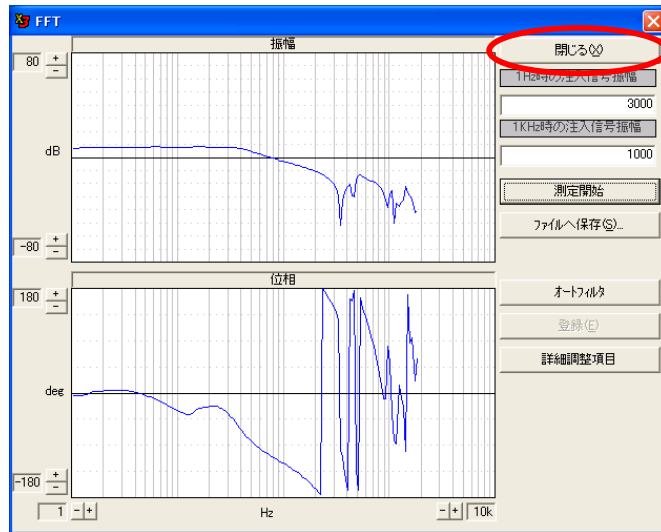 FFT
振幅
80
+
-
dB
-80
+
-
位相
180
+
-
deg
-180
+
-
1
- +
Hz
- +
10k
閉じる(X)
1Hz時の注入信号振幅
3000
1KHz時の注入信号振幅
1000
測定開始
ファイルへ保存(S)...
オートフィルタ
登録(E)
詳細調整項目